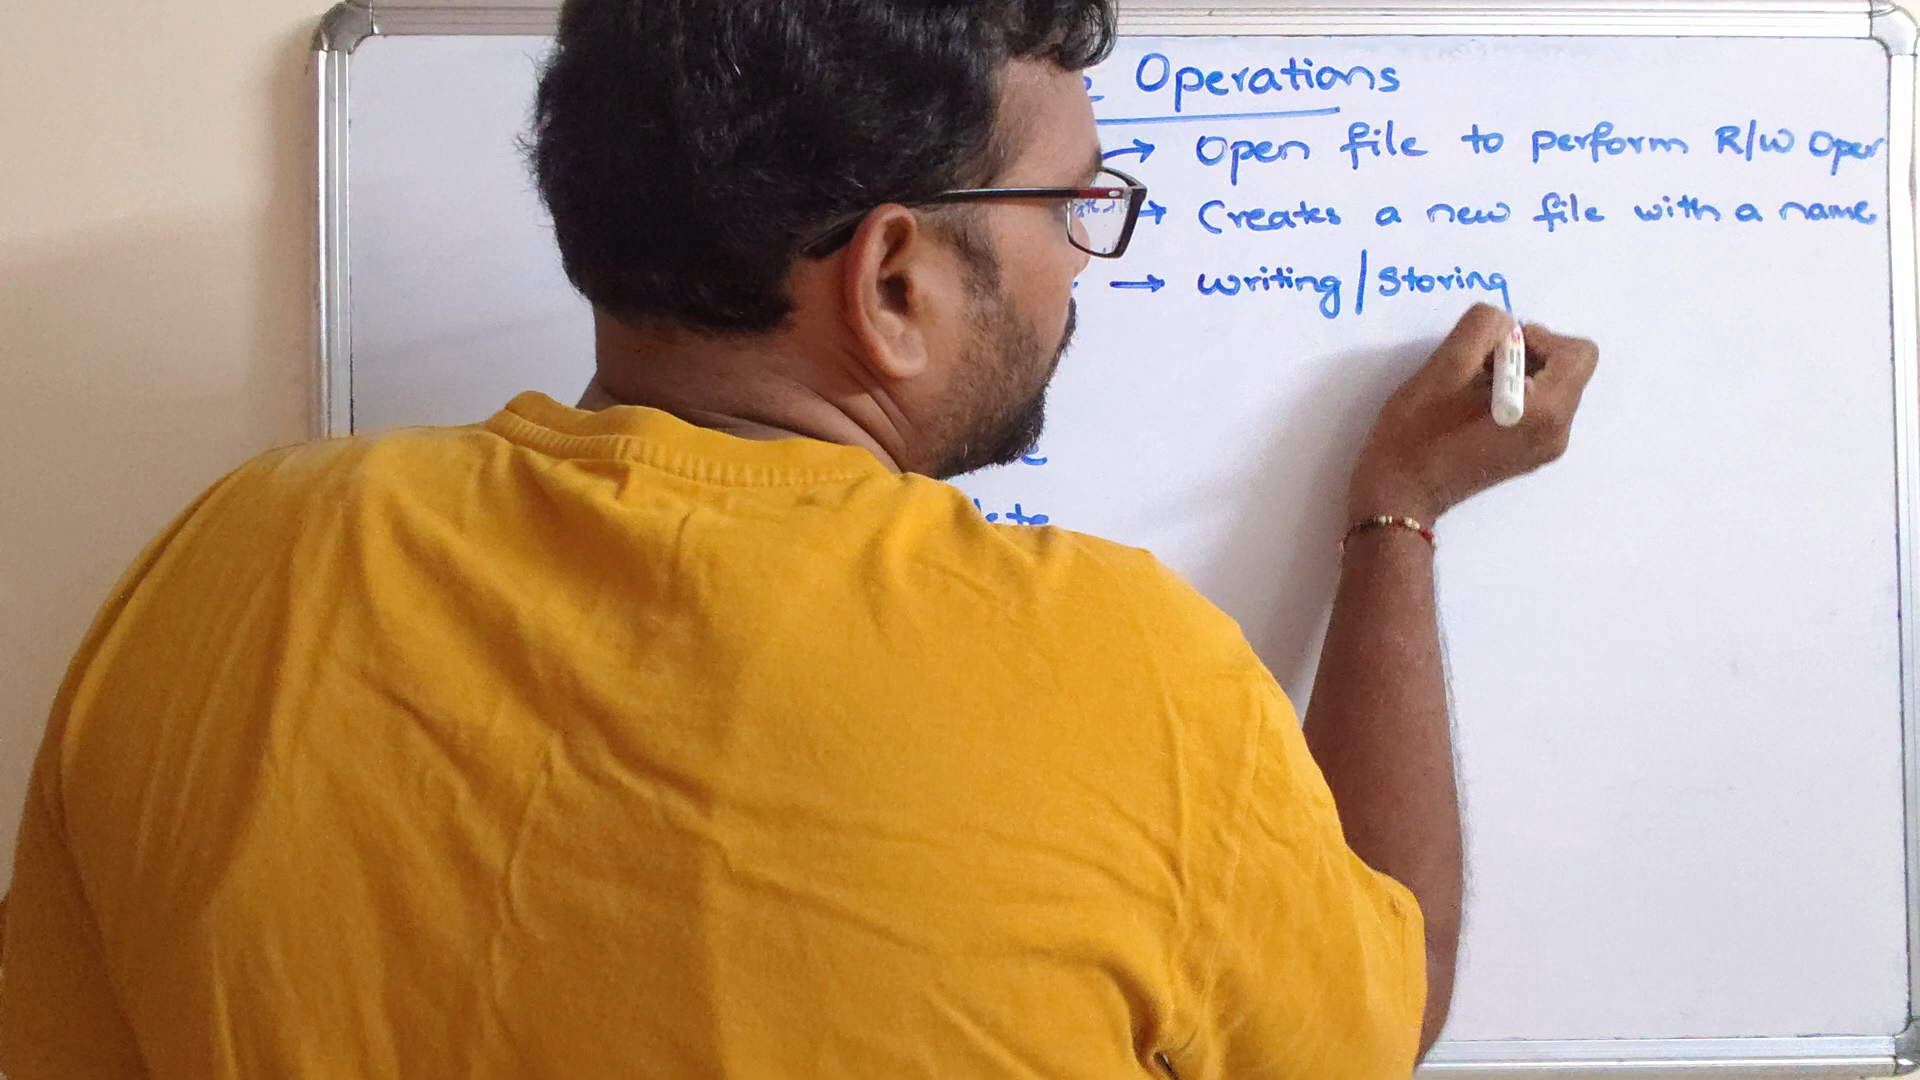 Operations
→ Open file to perform R/W Oper
→ Creates a new file with a name
→ Writing/Storing